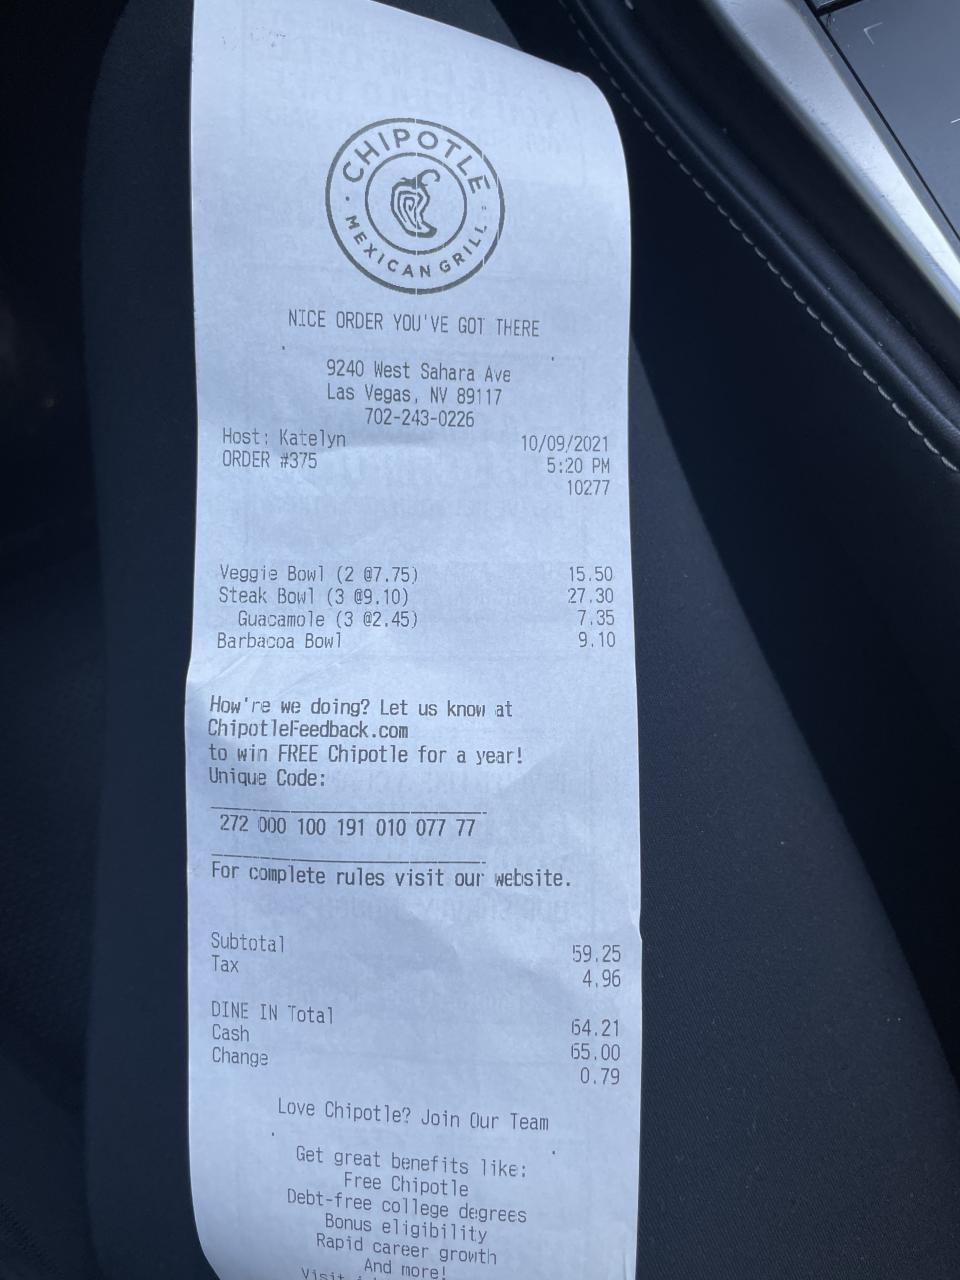 CHIPOTLE
MEXICAN GRILL
NICE ORDER YOU'VE GOT THERE
9240 West Sahara Ave
Las Vegas, NV 89117
702-243-0226
Host: Katelyn 10/09/2021
ORDER #375 5:20 PM
10277
Veggie Bowl (2 @7.75) 15.50
Steak Bowl (3 @9.10) 27.30
Guacamole (3 @2.45) 7.35
Barbacoa Bowl 9.10
How're we doing? Let us know at
ChipotleFeedback.com
to win FREE Chipotle for a year!
Unique Code:
272 000 100 191 010 077 77
For complete rules visit our website.
Subtotal 59.25
Tax 4.96
DINE IN Total 64.21
Cash 65.00
Change 0.79
Love Chipotle? Join Our Team
Get great benefits like:
Free Chipotle
Debt-free college degrees
Bonus eligibility
Rapid career growth
And more!
Visit